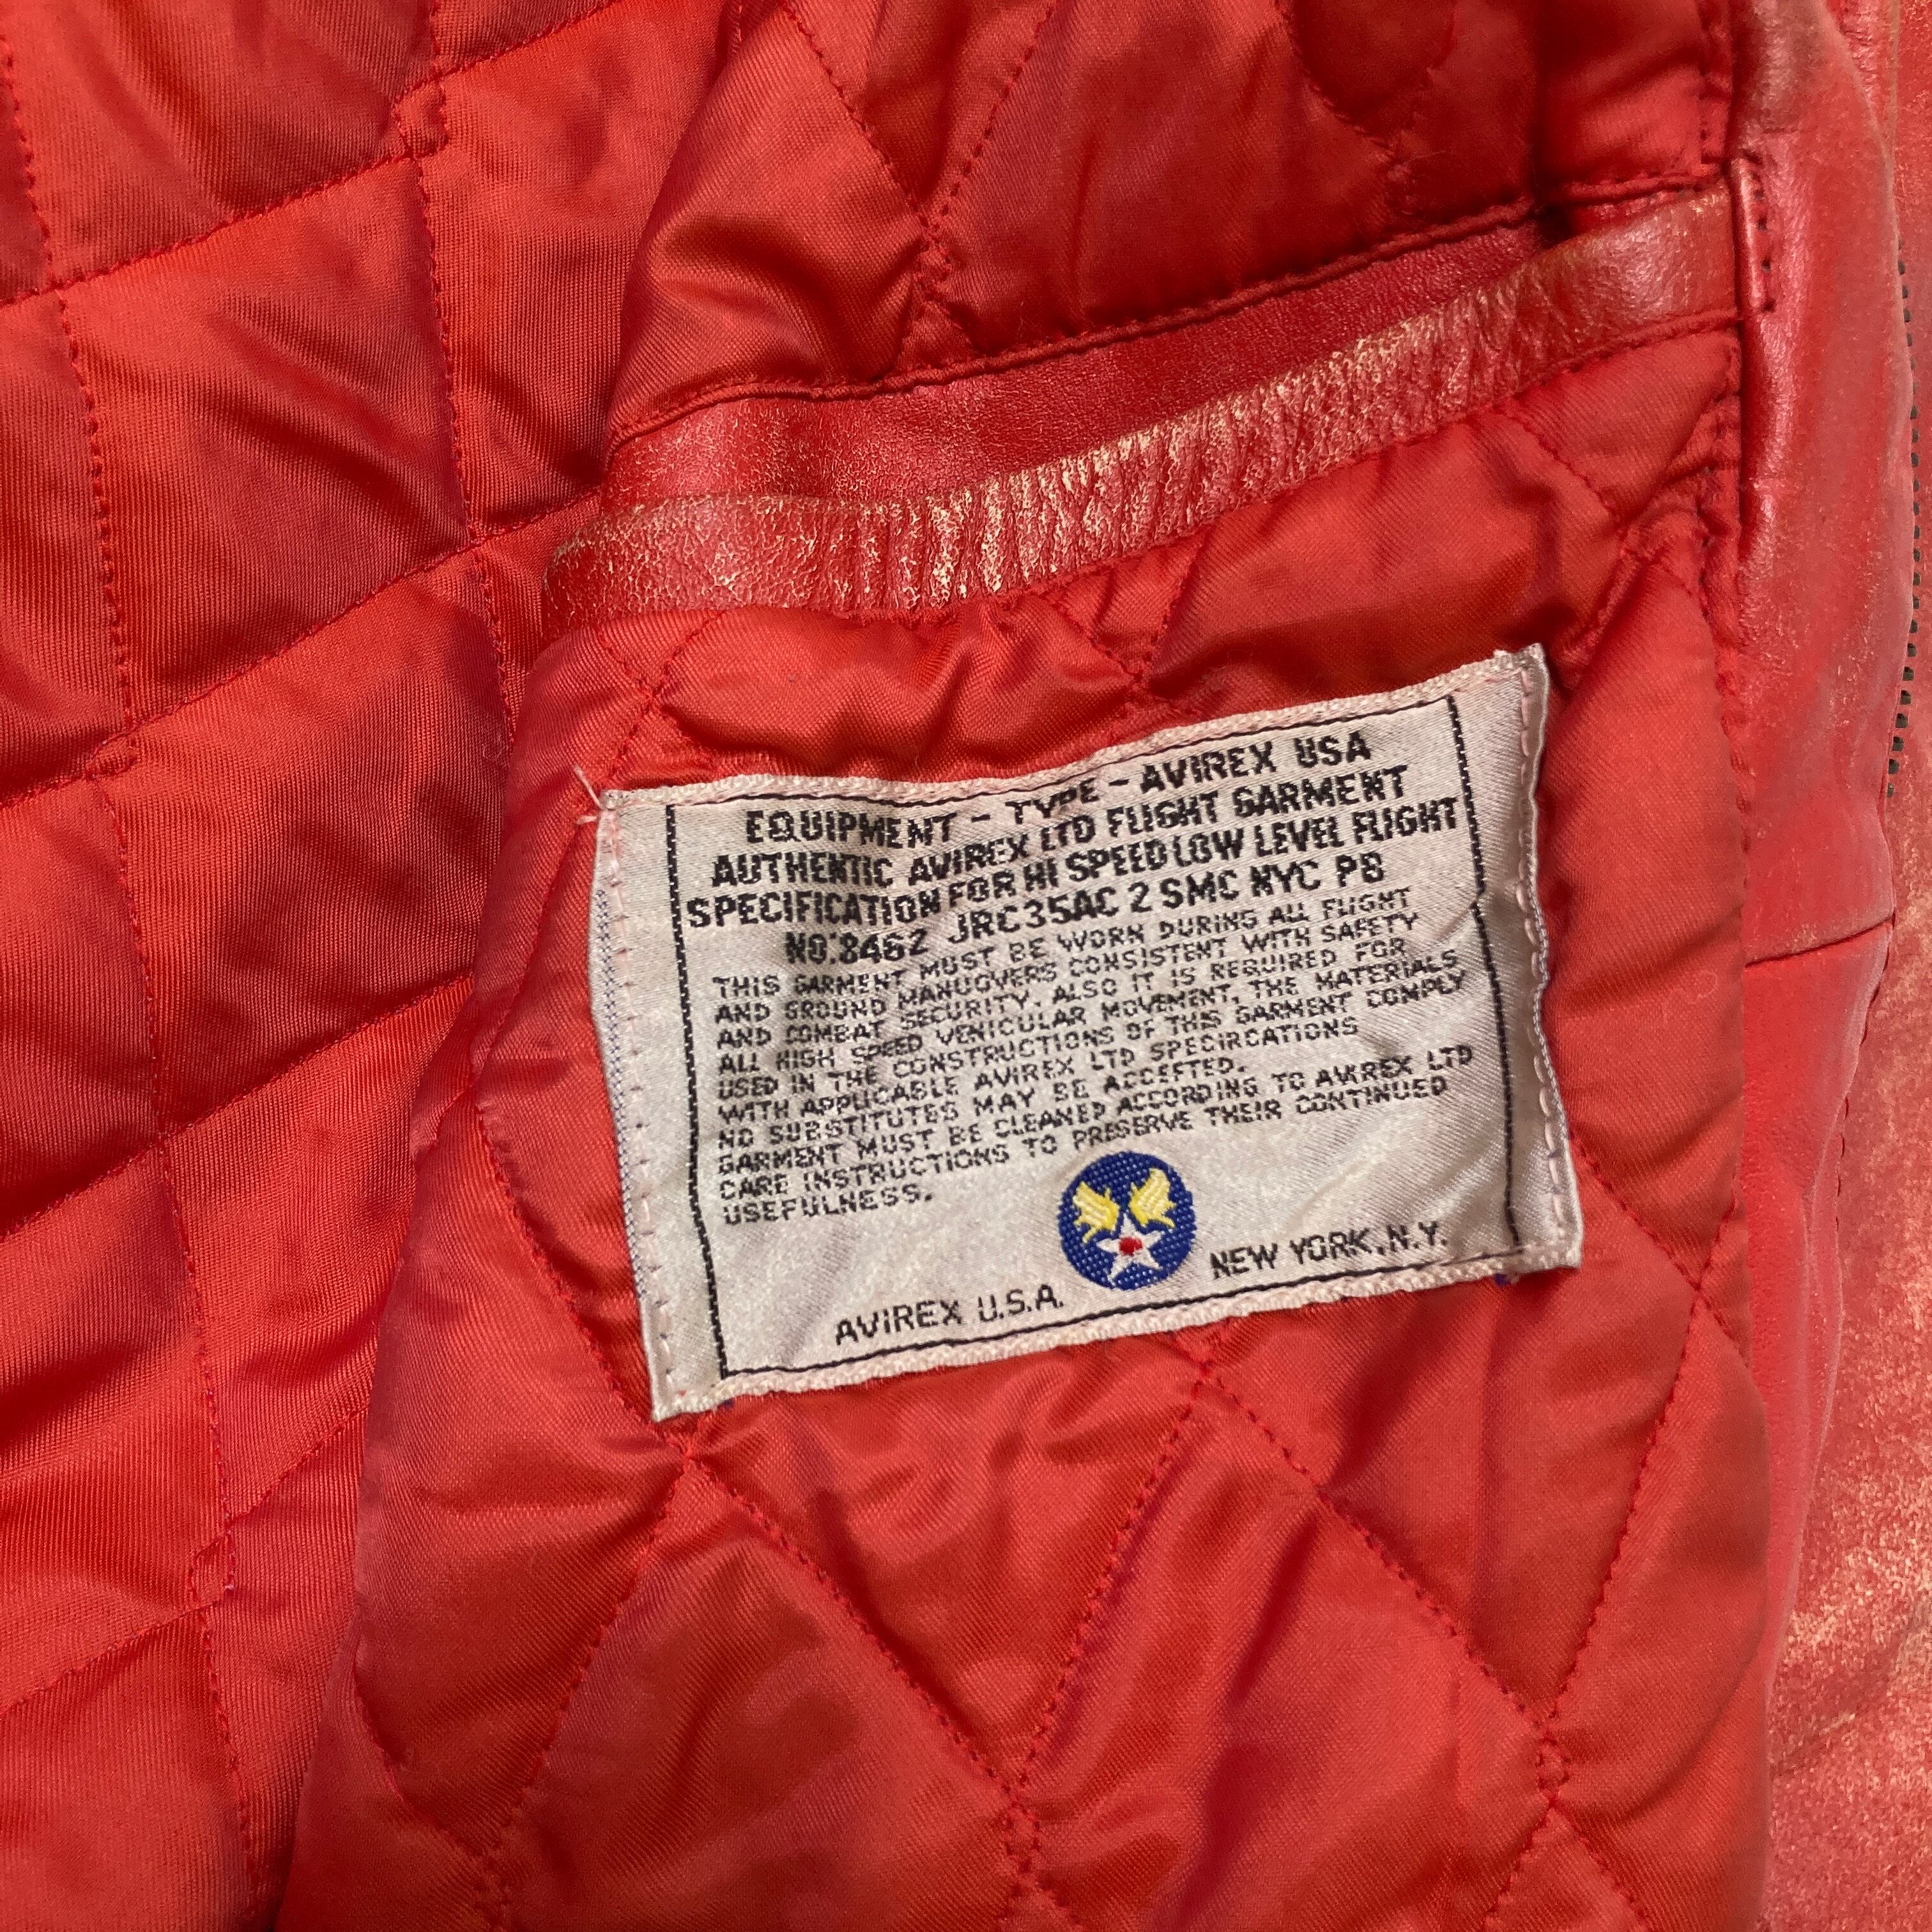 EQUIPMENT - TYPE - AVIREX USA
AUTHENTIC AVIREX LTD FLIGHT GARMENT
SPECIFICATION FOR HI SPEED LOW LEVEL FLIGHT
NO. 8462 JRC35AC 2 SMC NYC PB
THIS GARMENT MUST BE WORN DURING ALL FLIGHT
AND GROUND MANUOVERS CONSISTENT WITH SAFETY
AND COMBAT SECURITY. ALSO IT IS REQUIRED FOR
ALL HIGH SPEED VEHICULAR MOVEMENT. THE MATERIALS
USED IN THE CONSTRUCTIONS OF THIS GARMENT COMPLY
WITH APPLICABLE AVIREX LTD SPECIRCATIONS
NO SUBSTITUTES MAY BE ACCEFTED.
GARMENT MUST BE CLEANED ACCORDING TO AVIREX LTD
CARE INSTRUCTIONS TO PRESERVE THEIR CONTINUED
USEFULNESS.
AVIREX U.S.A. NEW YORK, N.Y.